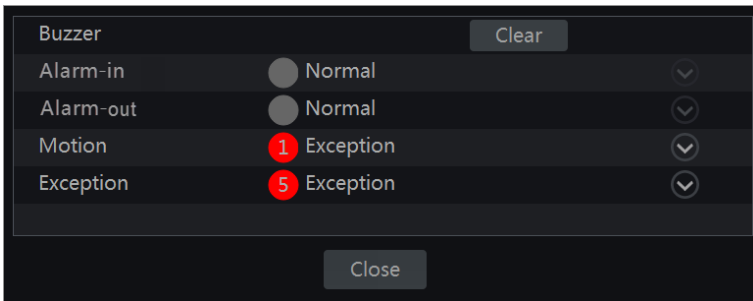 Buzzer Clear
Alarm-in Normal
Alarm-out Normal
Motion 1 Exception
Exception 5 Exception
Close